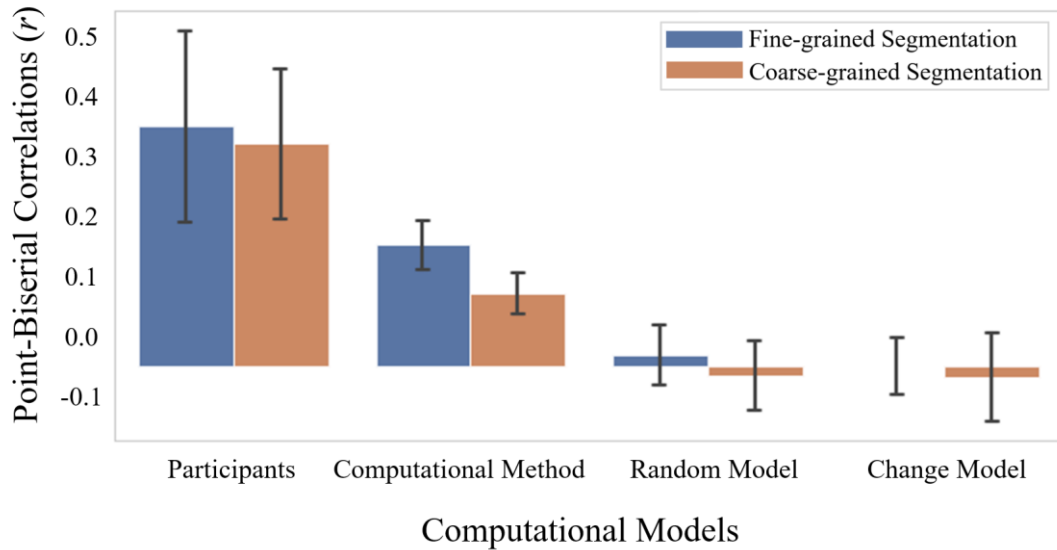 Point-Biserial Correlations (r)
0.5
0.4
0.3
0.2
0.1
0.0
-0.1
Fine-grained Segmentation
Coarse-grained Segmentation
Participants Computational Method Random Model Change Model
Computational Models